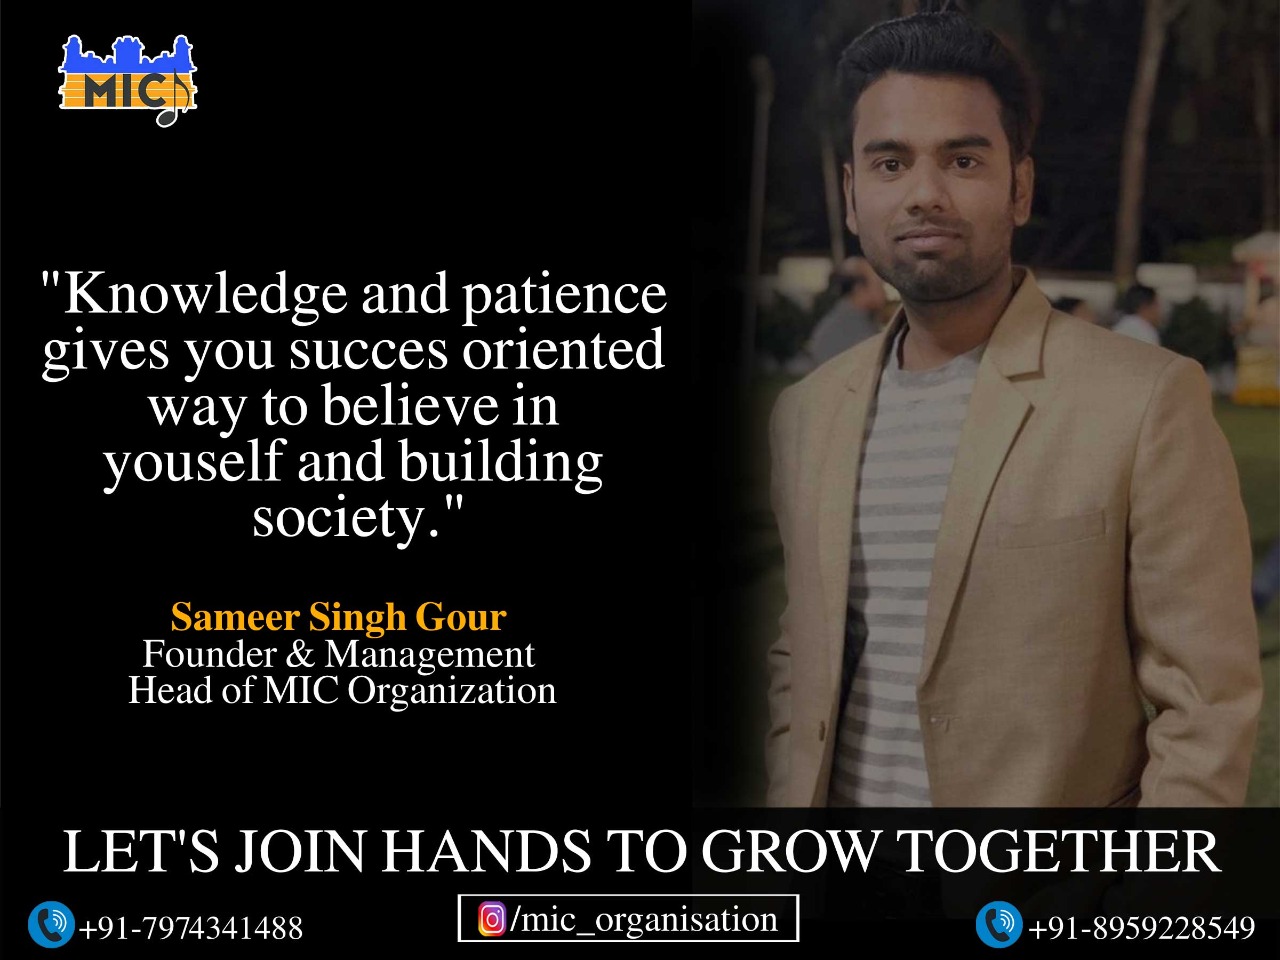 MIC
"Knowledge and patience
gives you succes oriented
way to believe in
youself and building
society."
Sameer Singh Gour
Founder & Management
Head of MIC Organization
LET'S JOIN HANDS TO GROW TOGETHER
+91-7974341488
/mic_organisation
+91-8959228549